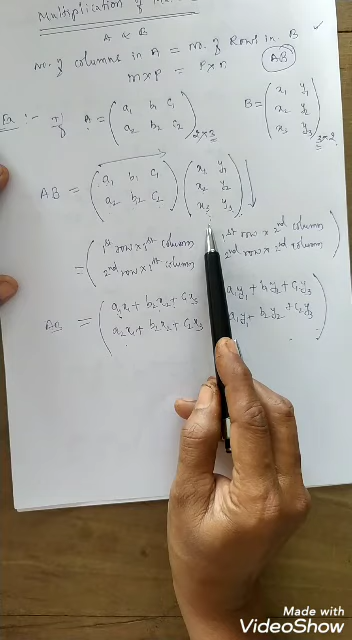 Multiplication of
A & B
no. of columns in A = no. of Rows in B ✓
m×p = p×n (AB)
Ex :- If A = ( a₁ b₁ c₁ B = ( x₁ y₁
a₂ b₂ c₂ )2×3 x₂ y₂
x₃ y₃ )3×2
AB = ( a₁ b₁ c₁ ( x₁ y₁
a₂ b₂ c₂ ) x₂ y₂
x₃ y₃ )
= ( 1st row × 1st column 1st row × 2nd column
2nd row × 1st column 2nd row × 2nd column )
= ( a₁x₁ + b₁x₂ + c₁x₃ a₁y₁ + b₁y₂ + c₁y₃
a₂x₁ + b₂x₂ + c₂x₃ a₁y₁ + b₂y₂ + c₂y₃ )
Made with
VideoShow